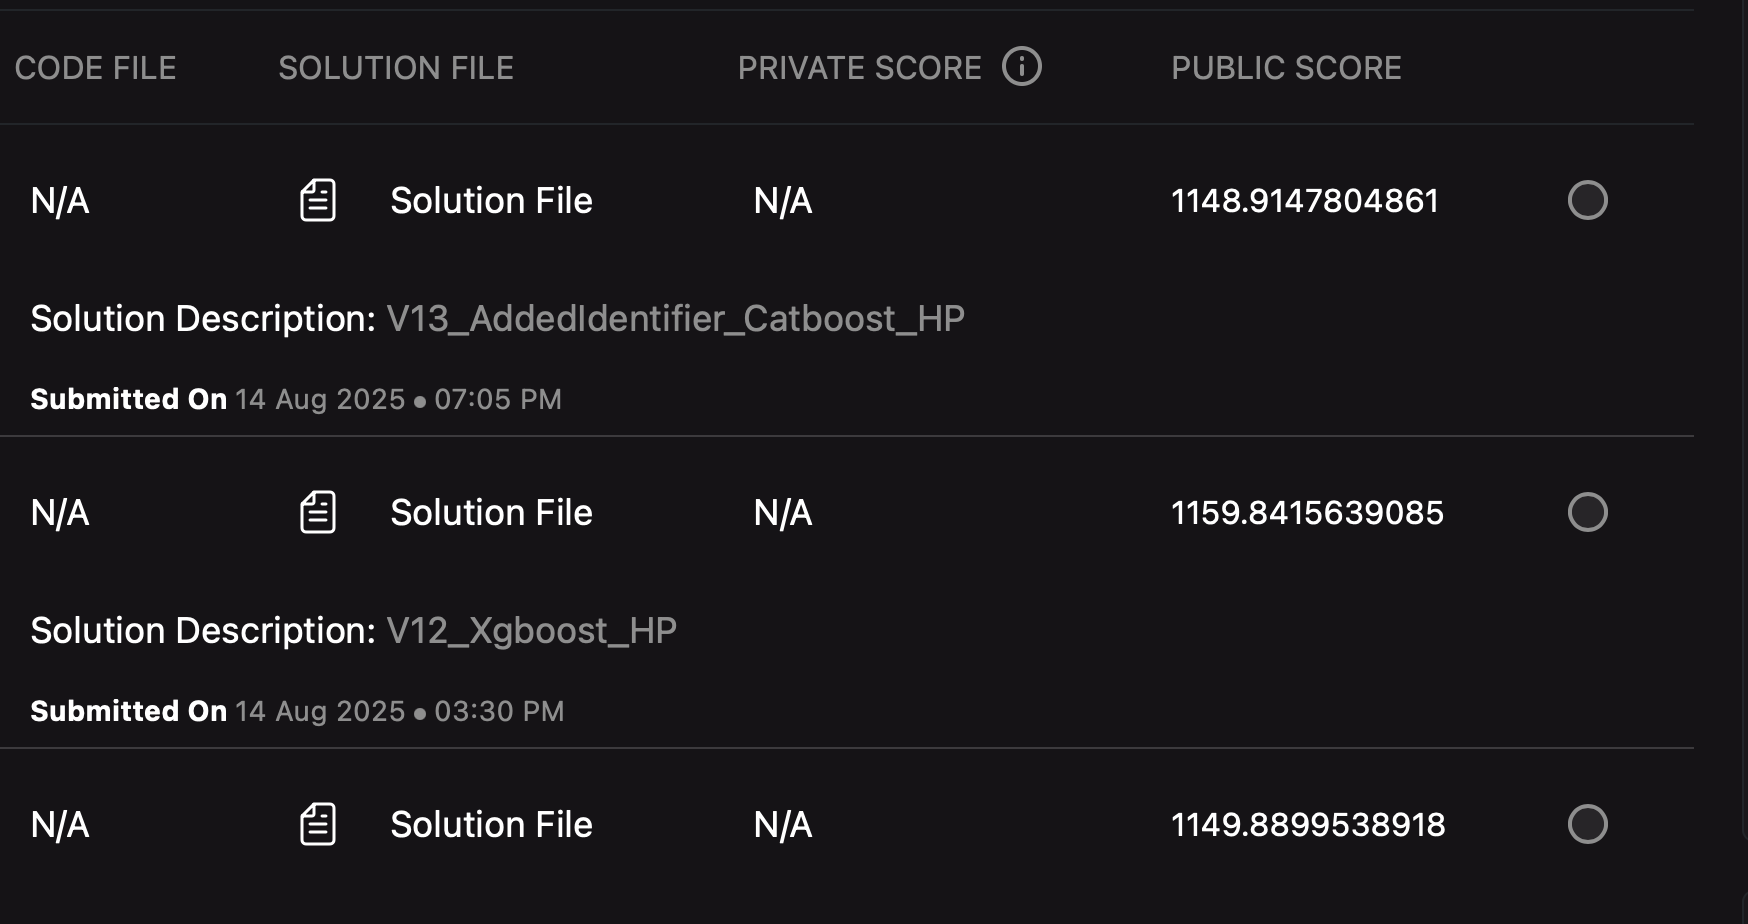 CODE FILE SOLUTION FILE PRIVATE SCORE PUBLIC SCORE
N/A Solution File N/A 1148.9147804861
Solution Description: V13_AddedIdentifier_Catboost_HP
Submitted On 14 Aug 2025 • 07:05 PM
N/A Solution File N/A 1159.8415639085
Solution Description: V12_Xgboost_HP
Submitted On 14 Aug 2025 • 03:30 PM
N/A Solution File N/A 1149.8899538918